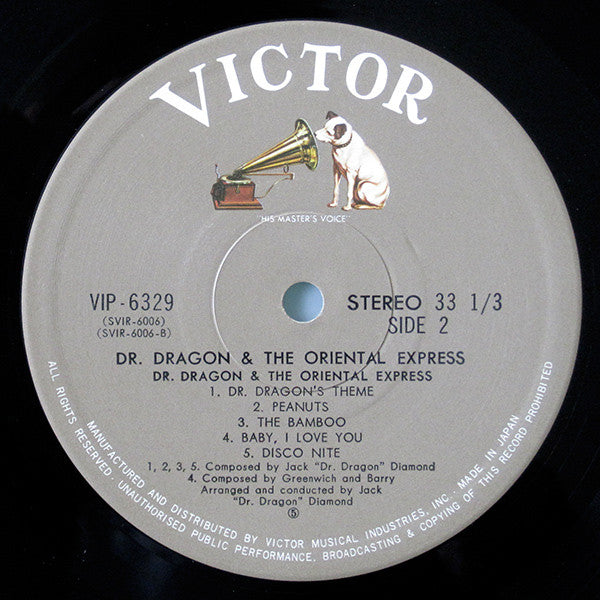 VICTOR
"HIS MASTER'S VOICE"
VIP-6329
(SVIR-6006)
(SVIR-6006-B)
STEREO 33 1/3
SIDE 2
DR. DRAGON & THE ORIENTAL EXPRESS
DR. DRAGON & THE ORIENTAL EXPRESS
1. DR. DRAGON'S THEME
2. PEANUTS
3. THE BAMBOO
4. BABY, I LOVE YOU
5. DISCO NITE
1, 2, 3, 5. Composed by Jack "Dr. Dragon" Diamond
4. Composed by Greenwich and Barry
Arranged and conducted by Jack
"Dr. Dragon" Diamond
⑤
MANUFACTURED AND DISTRIBUTED BY VICTOR MUSICAL INDUSTRIES, INC. MADE IN JAPAN
ALL RIGHTS RESERVED. UNAUTHORISED PUBLIC PERFORMANCE, BROADCASTING & COPYING OF THIS RECORD PROHIBITED